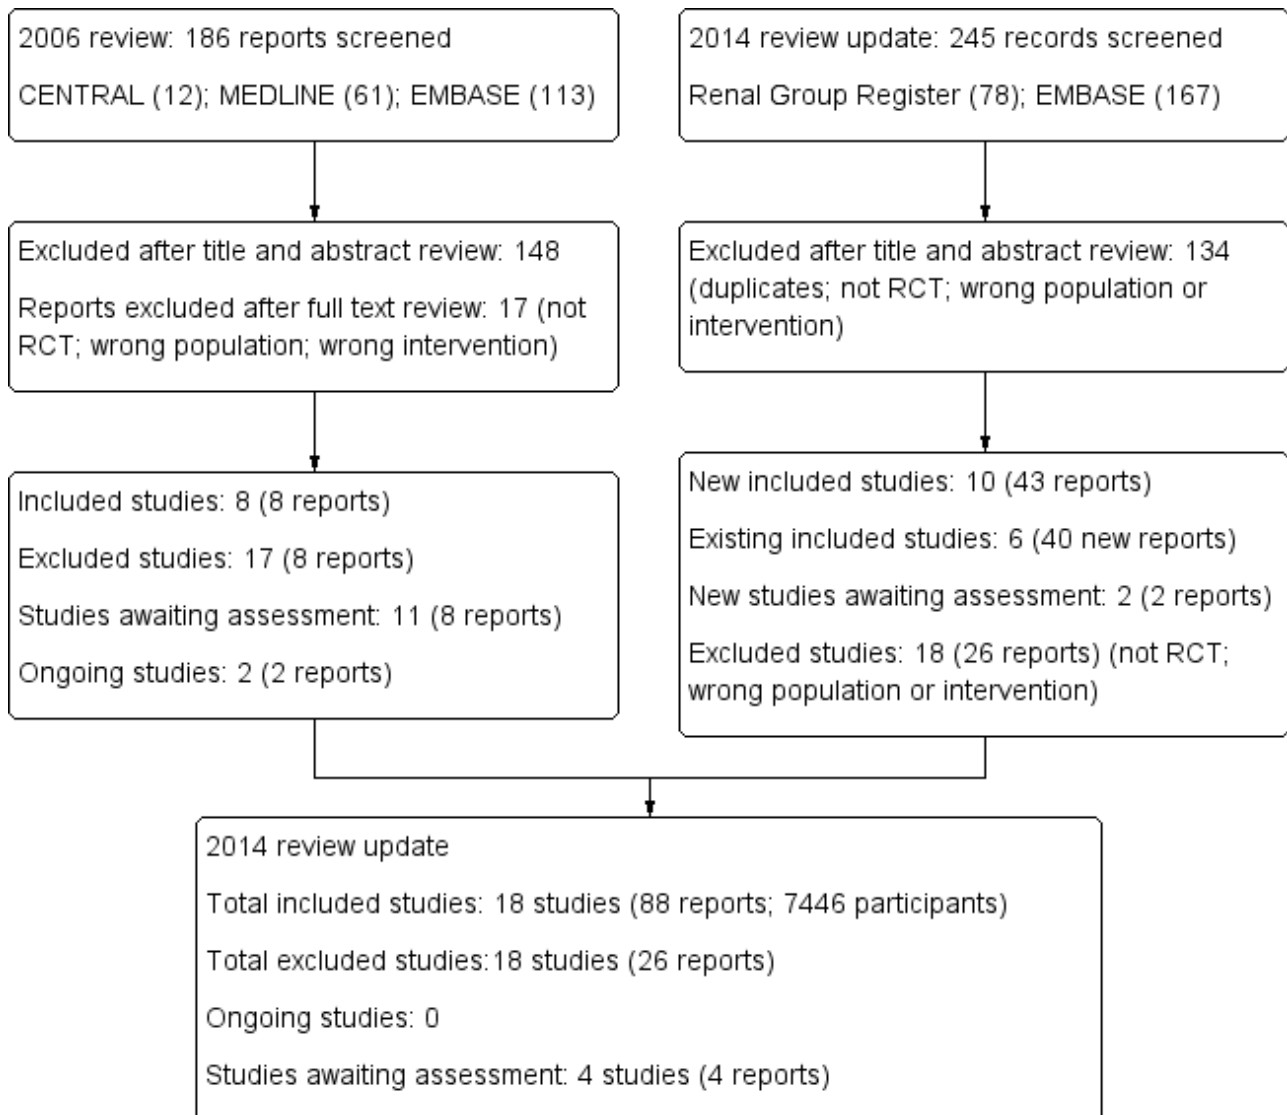 2006 review: 186 reports screened
CENTRAL (12); MEDLINE (61); EMBASE (113)
2014 review update: 245 records screened
Renal Group Register (78); EMBASE (167)
Excluded after title and abstract review: 148
Reports excluded after full text review: 17 (not
RCT; wrong population; wrong intervention)
Excluded after title and abstract review: 134
(duplicates; not RCT; wrong population or
intervention)
Included studies: 8 (8 reports)
Excluded studies: 17 (8 reports)
Studies awaiting assessment: 11 (8 reports)
Ongoing studies: 2 (2 reports)
New included studies: 10 (43 reports)
Existing included studies: 6 (40 new reports)
New studies awaiting assessment: 2 (2 reports)
Excluded studies: 18 (26 reports) (not RCT;
wrong population or intervention)
2014 review update
Total included studies: 18 studies (88 reports; 7446 participants)
Total excluded studies:18 studies (26 reports)
Ongoing studies: 0
Studies awaiting assessment: 4 studies (4 reports)